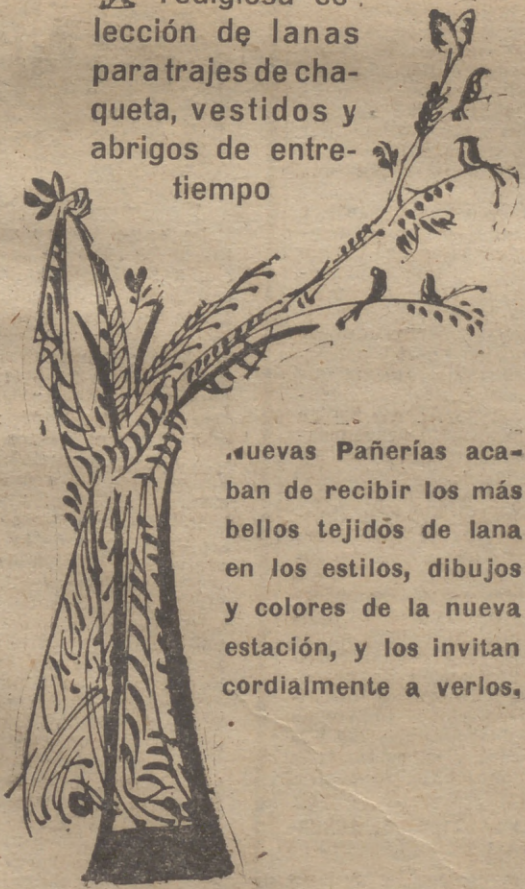 lección de lanas
para trajes de cha-
queta, vestidos y
abrigos de entre-
tiempo
Nuevas Pañerías aca-
ban de recibir los más
bellos tejidos de lana
en los estilos, dibujos
y colores de la nueva
estación, y los invitan
cordialmente a verlos.